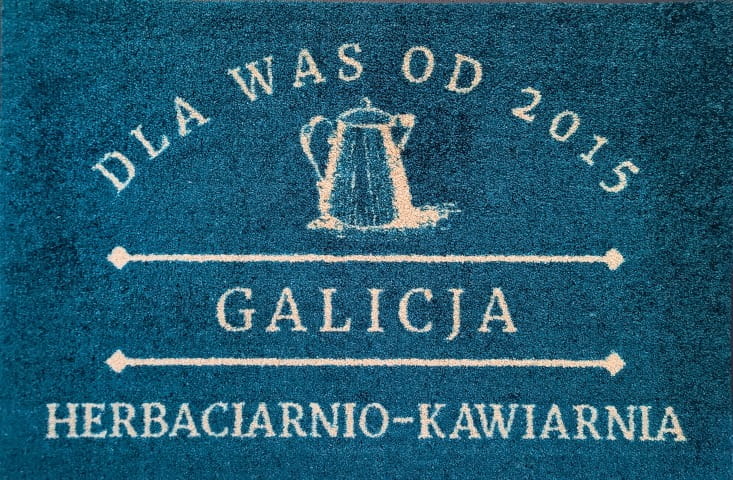 DLA WAS OD 2015
GALICJA
HERBACIARNIO-KAWIARNIA